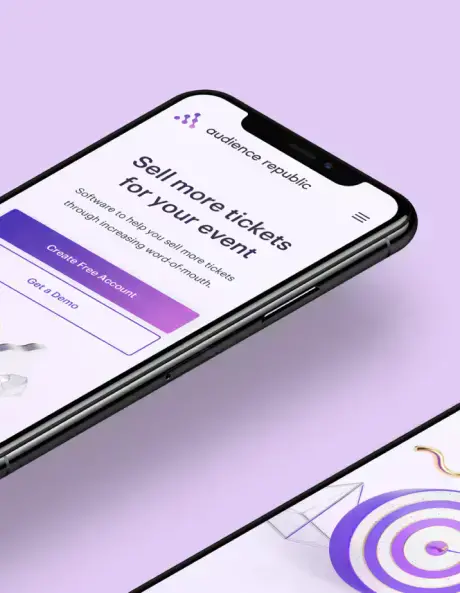 audience republic
Sell more tickets
for your event
Software to help you sell more tickets
through increasing word-of-mouth.
Create Free Account
Get a Demo